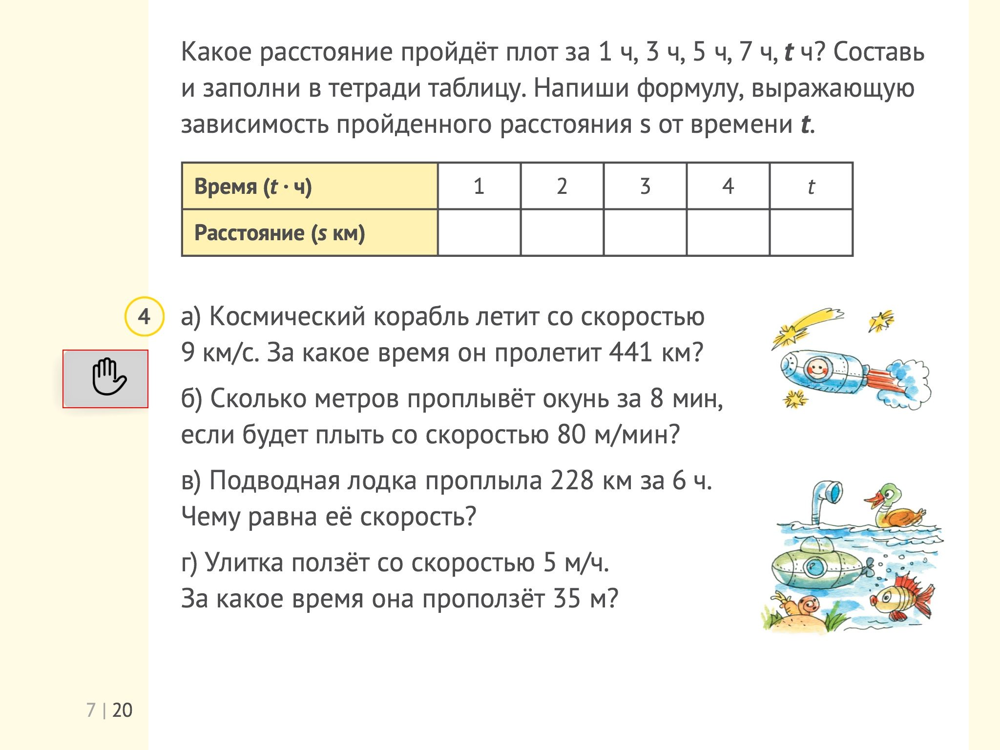 Какое расстояние пройдёт плот за 1 ч, 3 ч, 5 ч, 7 ч, t ч? Составь
и заполни в тетради таблицу. Напиши формулу, выражающую
зависимость пройденного расстояния s от времени t.
Время (t · ч) 1 2 3 4 t
Расстояние (s км)
4
а) Космический корабль летит со скоростью
9 км/с. За какое время он пролетит 441 км?
б) Сколько метров проплывёт окунь за 8 мин,
если будет плыть со скоростью 80 м/мин?
в) Подводная лодка проплыла 228 км за 6 ч.
Чему равна её скорость?
г) Улитка ползёт со скоростью 5 м/ч.
За какое время она проползёт 35 м?
7 | 20